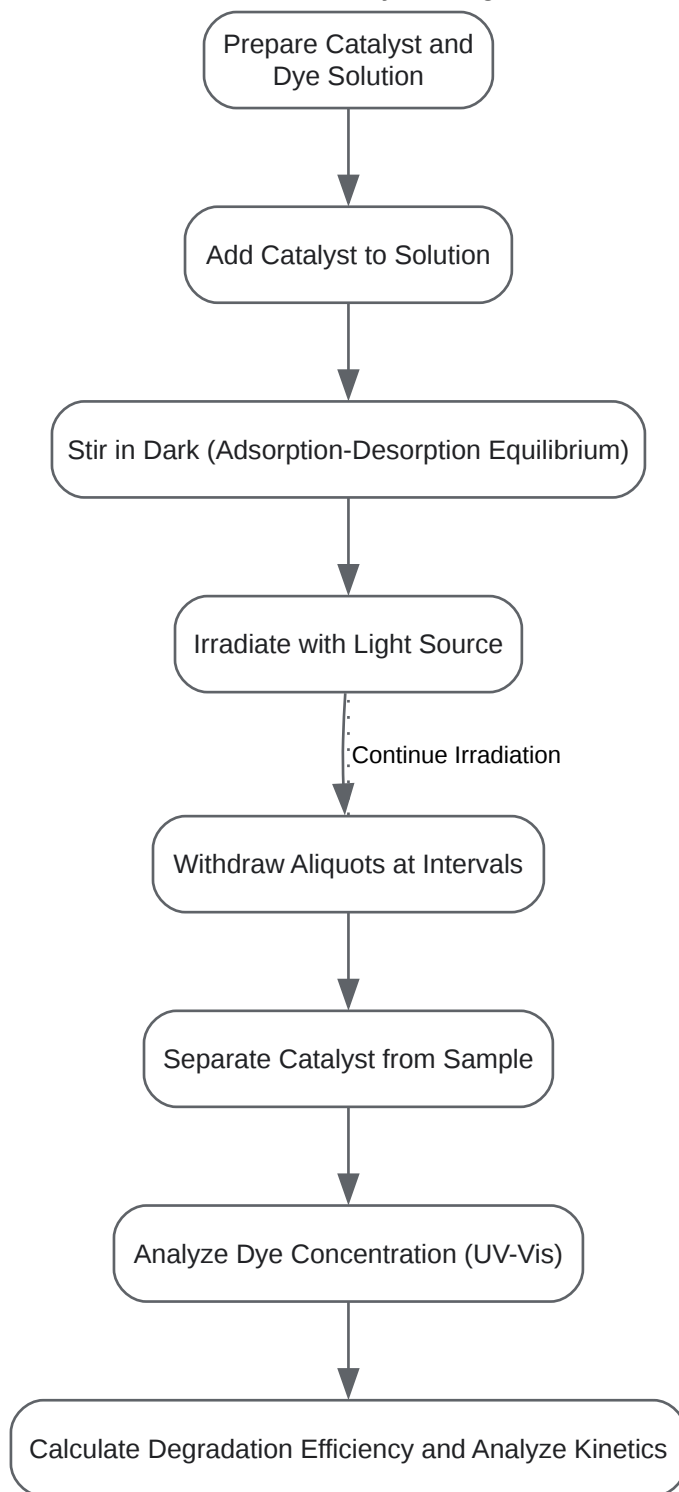 Prepare Catalyst and
Dye Solution
Add Catalyst to Solution
Stir in Dark (Adsorption-Desorption Equilibrium)
Irradiate with Light Source
Continue Irradiation
Withdraw Aliquots at Intervals
Separate Catalyst from Sample
Analyze Dye Concentration (UV-Vis)
Calculate Degradation Efficiency and Analyze Kinetics